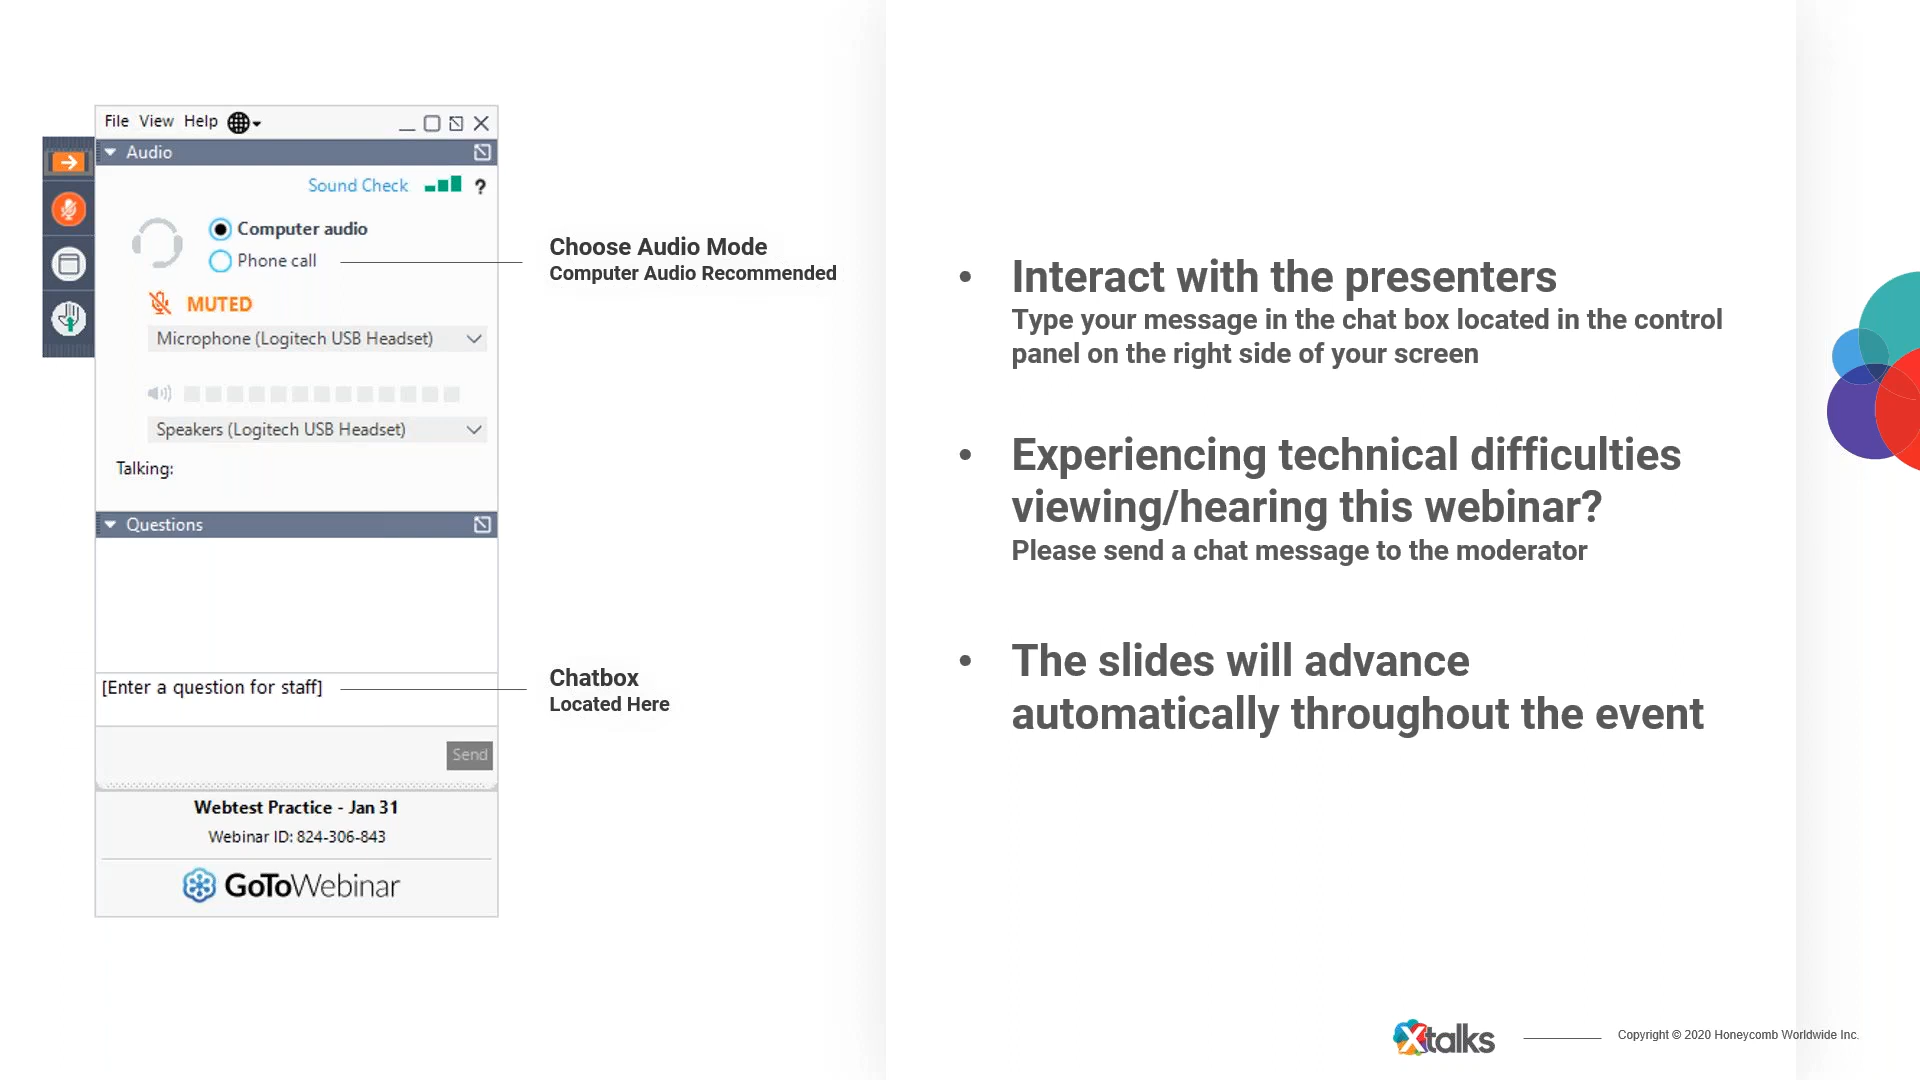 File View Help
Audio
Sound Check ?
Computer audio
Phone call
MUTED
Microphone (Logitech USB Headset)
Speakers (Logitech USB Headset)
Talking:
Questions
[Enter a question for staff]
Send
Webtest Practice - Jan 31
Webinar ID: 824-306-843
GoToWebinar
Choose Audio Mode
Computer Audio Recommended
Chatbox
Located Here
• Interact with the presenters
Type your message in the chat box located in the control
panel on the right side of your screen
• Experiencing technical difficulties
viewing/hearing this webinar?
Please send a chat message to the moderator
• The slides will advance
automatically throughout the event
Xtalks
Copyright © 2020 Honeycomb Worldwide Inc.